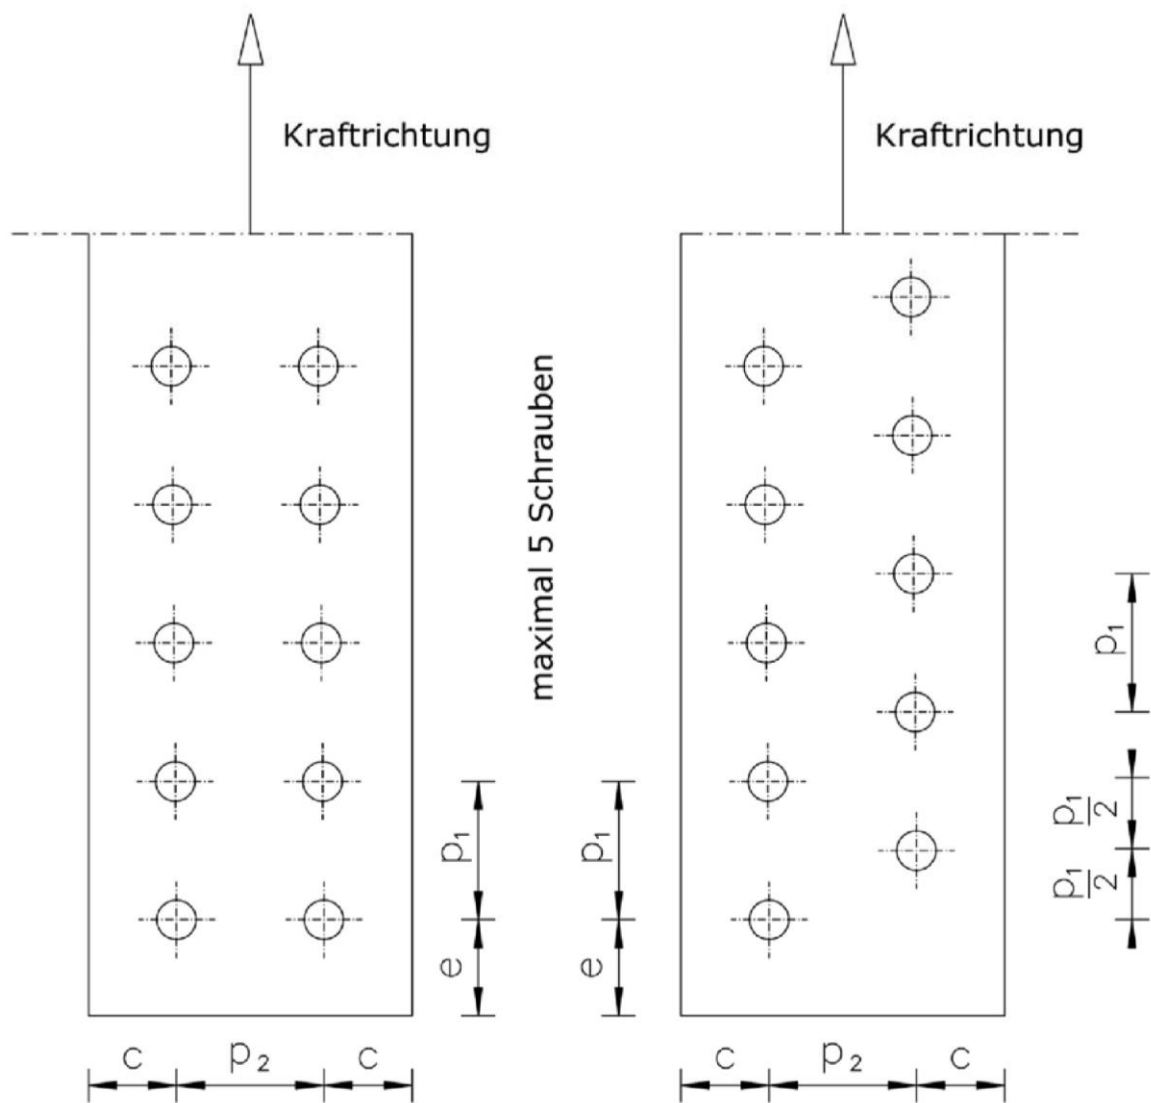 Kraftrichtung
Kraftrichtung
maximal 5 Schrauben
p₁
p₁
p₁
p₁/2
p₁/2
e
e
c
p₂
c
c
p₂
c